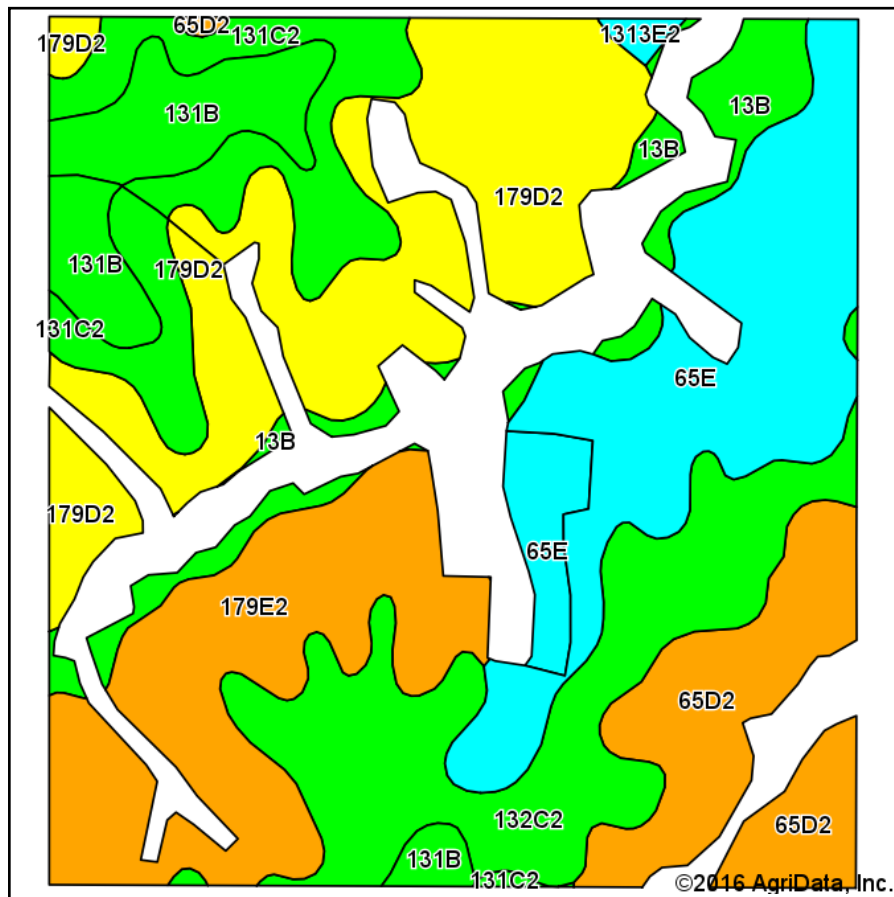 65D2
179D2
131C2
1313E2
131B
13B
13B
179D2
131B
179D2
131C2
65E
13B
179D2
65E
179E2
65D2
132C2
65D2
131B
131C2
©2016 AgriData, Inc.